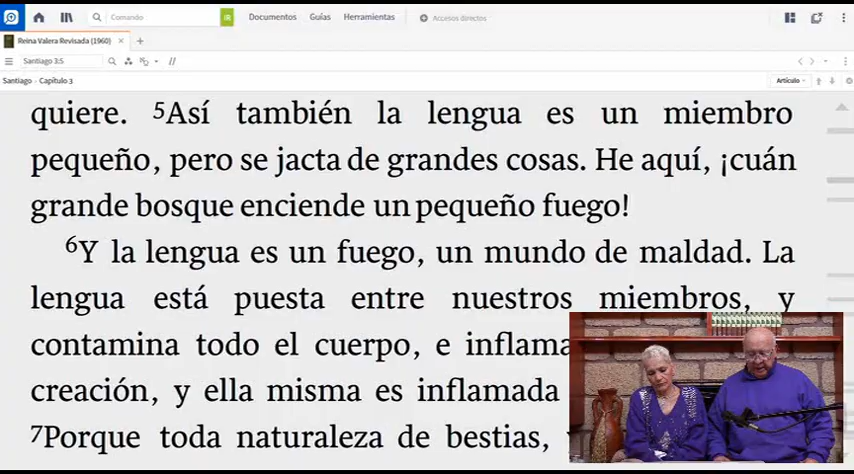 Comando
Documentos Guías Herramientas Accesos directos
Reina Valera Revisada (1960)
Santiago 3:5
Santiago › Capítulo 3
Artículo
quiere. 5Así también la lengua es un miembro
pequeño, pero se jacta de grandes cosas. He aquí, ¡cuán
grande bosque enciende un pequeño fuego!
6Y la lengua es un fuego, un mundo de maldad. La
lengua está puesta entre nuestros miembros, y
contamina todo el cuerpo, e inflama
creación, y ella misma es inflamada
7Porque toda naturaleza de bestias,